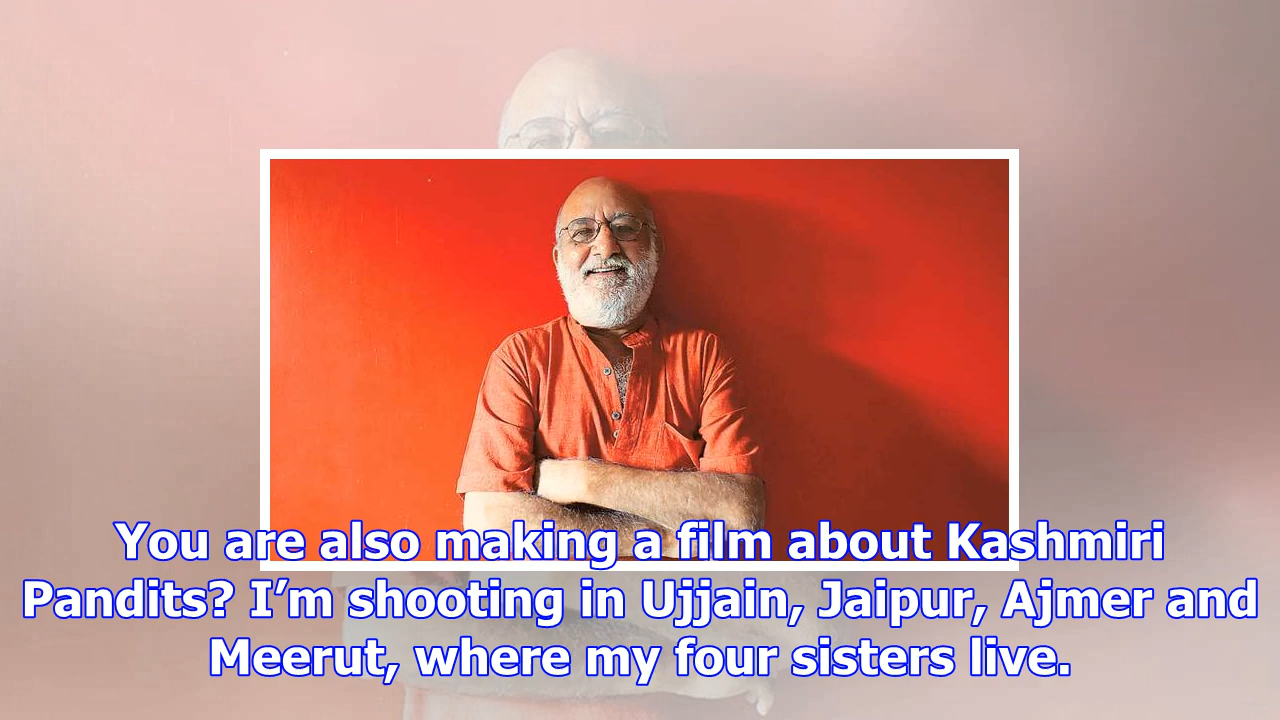 You are also making a film about Kashmiri
Pandits? I’m shooting in Ujjain, Jaipur, Ajmer and
Meerut, where my four sisters live.